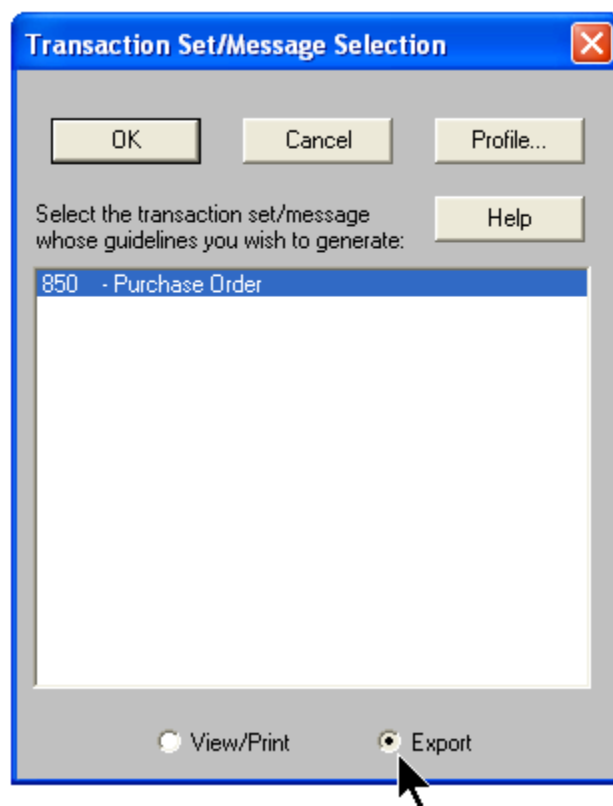 Transaction Set/Message Selection
OK Cancel Profile...
Select the transaction set/message
whose guidelines you wish to generate:
Help
850 - Purchase Order
View/Print Export